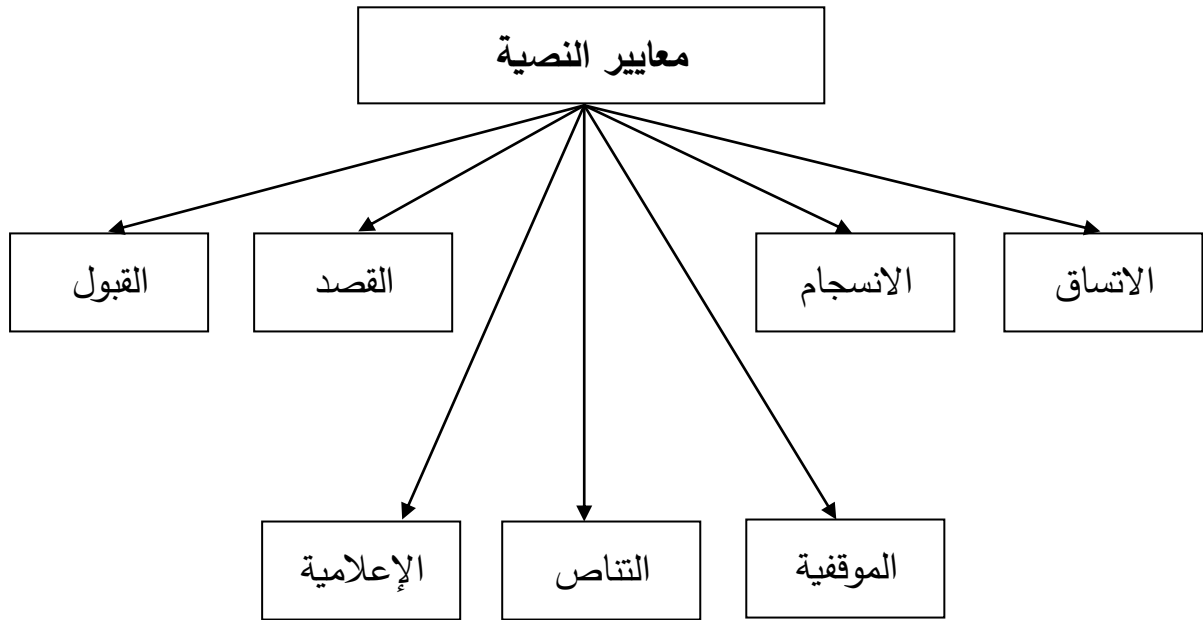 معايير النصية
الاتساق
الانسجام
القصد
القبول
الموقفية
التناص
الإعلامية